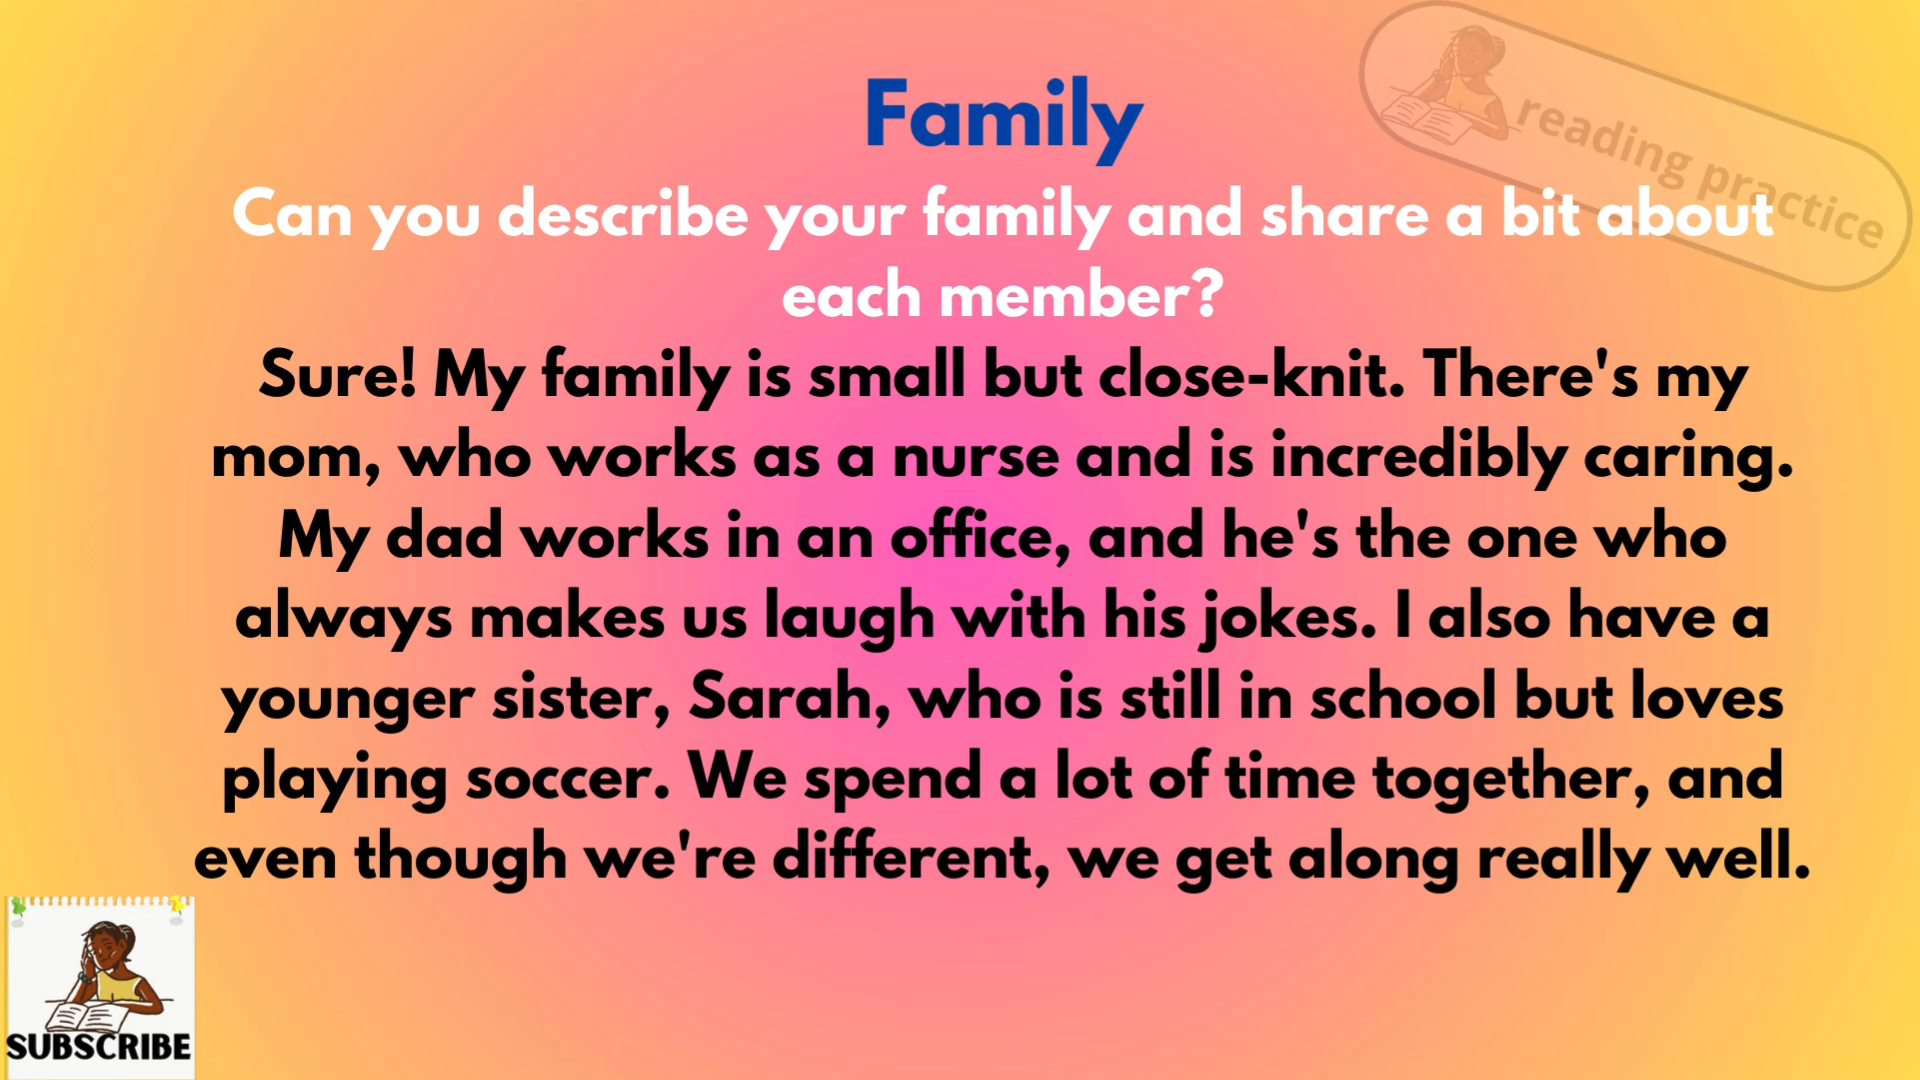 Family
reading practice
Can you describe your family and share a bit about
each member?
Sure! My family is small but close-knit. There's my
mom, who works as a nurse and is incredibly caring.
My dad works in an office, and he's the one who
always makes us laugh with his jokes. I also have a
younger sister, Sarah, who is still in school but loves
playing soccer. We spend a lot of time together, and
even though we're different, we get along really well.
SUBSCRIBE